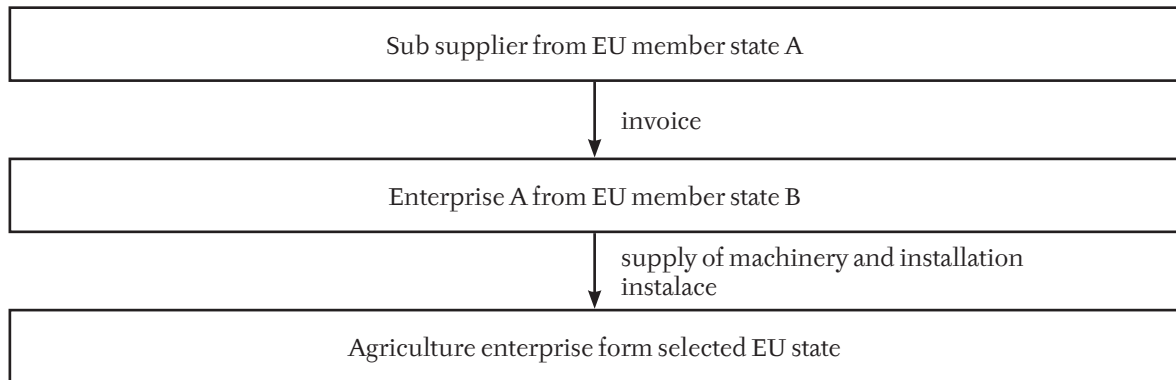 Sub supplier from EU member state A
invoice
Enterprise A from EU member state B
supply of machinery and installation
instalace
Agriculture enterprise form selected EU state